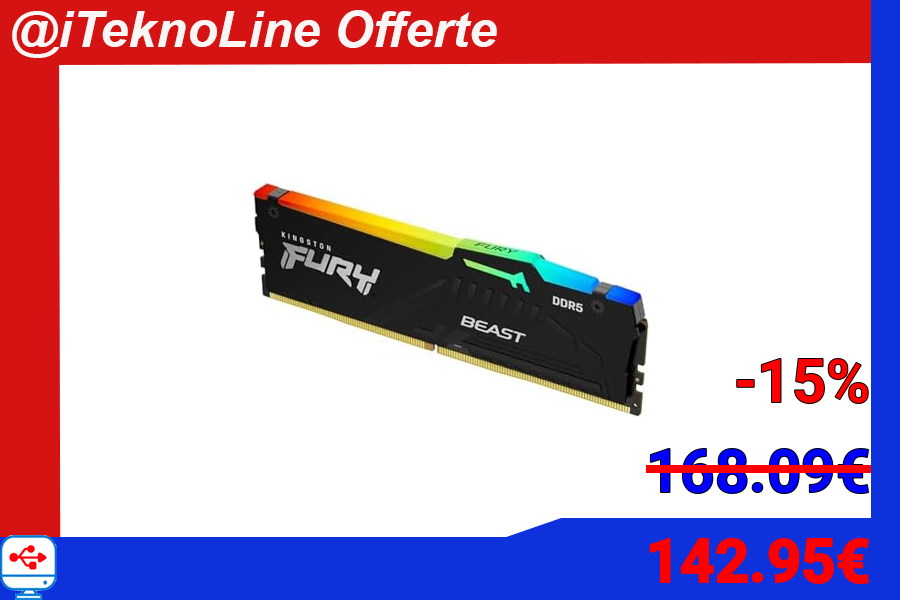 @iTeknoLine Offerte
KINGSTON
FURY
FURY
DDR5
BEAST
-15%
168.09€
142.95€